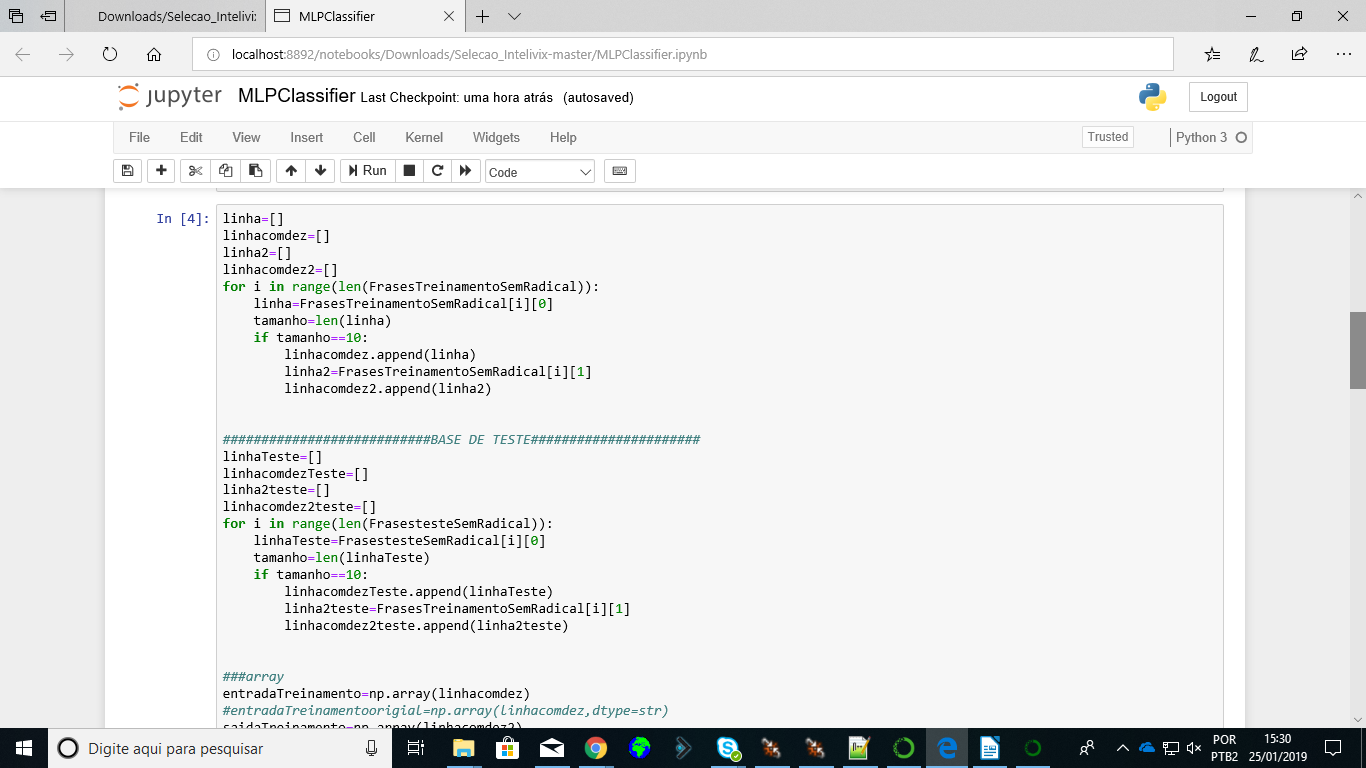 Downloads/Selecao_Intelivix
MLPClassifier
localhost:8892/notebooks/Downloads/Selecao_Intelivix-master/MLPClassifier.ipynb
jupyter MLPClassifier Last Checkpoint: uma hora atrás (autosaved)
Logout
File Edit View Insert Cell Kernel Widgets Help
Trusted
Python 3
Run
Code
In [4]:
linha=[]
linhacomdez=[]
linha2=[]
linhacomdez2=[]
for i in range(len(FrasesTreinamentoSemRadical)):
    linha=FrasesTreinamentoSemRadical[i][0]
    tamanho=len(linha)
    if tamanho==10:
        linhacomdez.append(linha)
        linha2=FrasesTreinamentoSemRadical[i][1]
        linhacomdez2.append(linha2)
###########################BASE DE TESTE######################
linhaTeste=[]
linhacomdezTeste=[]
linha2teste=[]
linhacomdez2teste=[]
for i in range(len(FrasestesteSemRadical)):
    linhaTeste=FrasestesteSemRadical[i][0]
    tamanho=len(linhaTeste)
    if tamanho==10:
        linhacomdezTeste.append(linhaTeste)
        linha2teste=FrasesTreinamentoSemRadical[i][1]
        linhacomdez2teste.append(linha2teste)
###array
entradaTreinamento=np.array(linhacomdez)
#entradaTreinamentoorigial=np.array(linhacomdez,dtype=str)
saidaTreinamento=np.array(linhacomdez2)
Digite aqui para pesquisar
POR
PTB2
15:30
25/01/2019